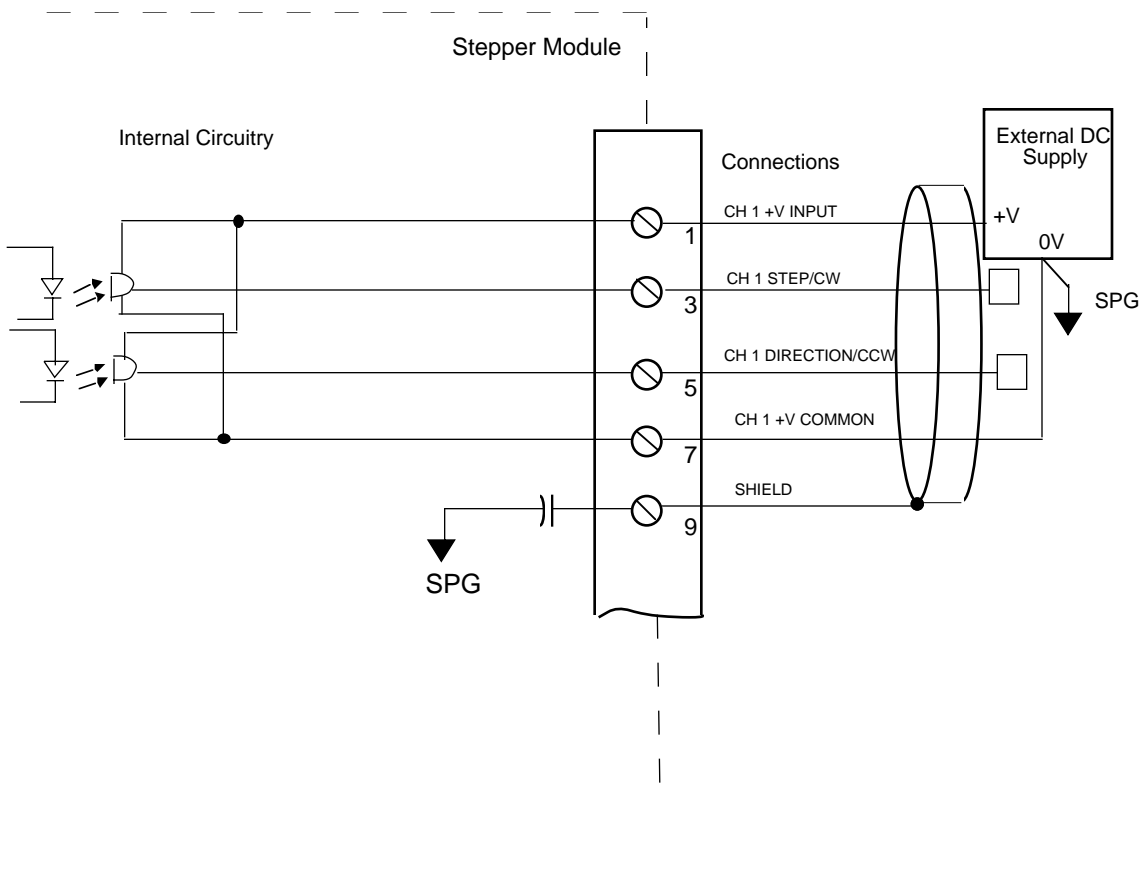 Stepper Module
Internal Circuitry
Connections
External DC
Supply
CH 1 +V INPUT
+V
1
0V
CH 1 STEP/CW
3
SPG
CH 1 DIRECTION/CCW
5
CH 1 +V COMMON
7
SHIELD
9
SPG